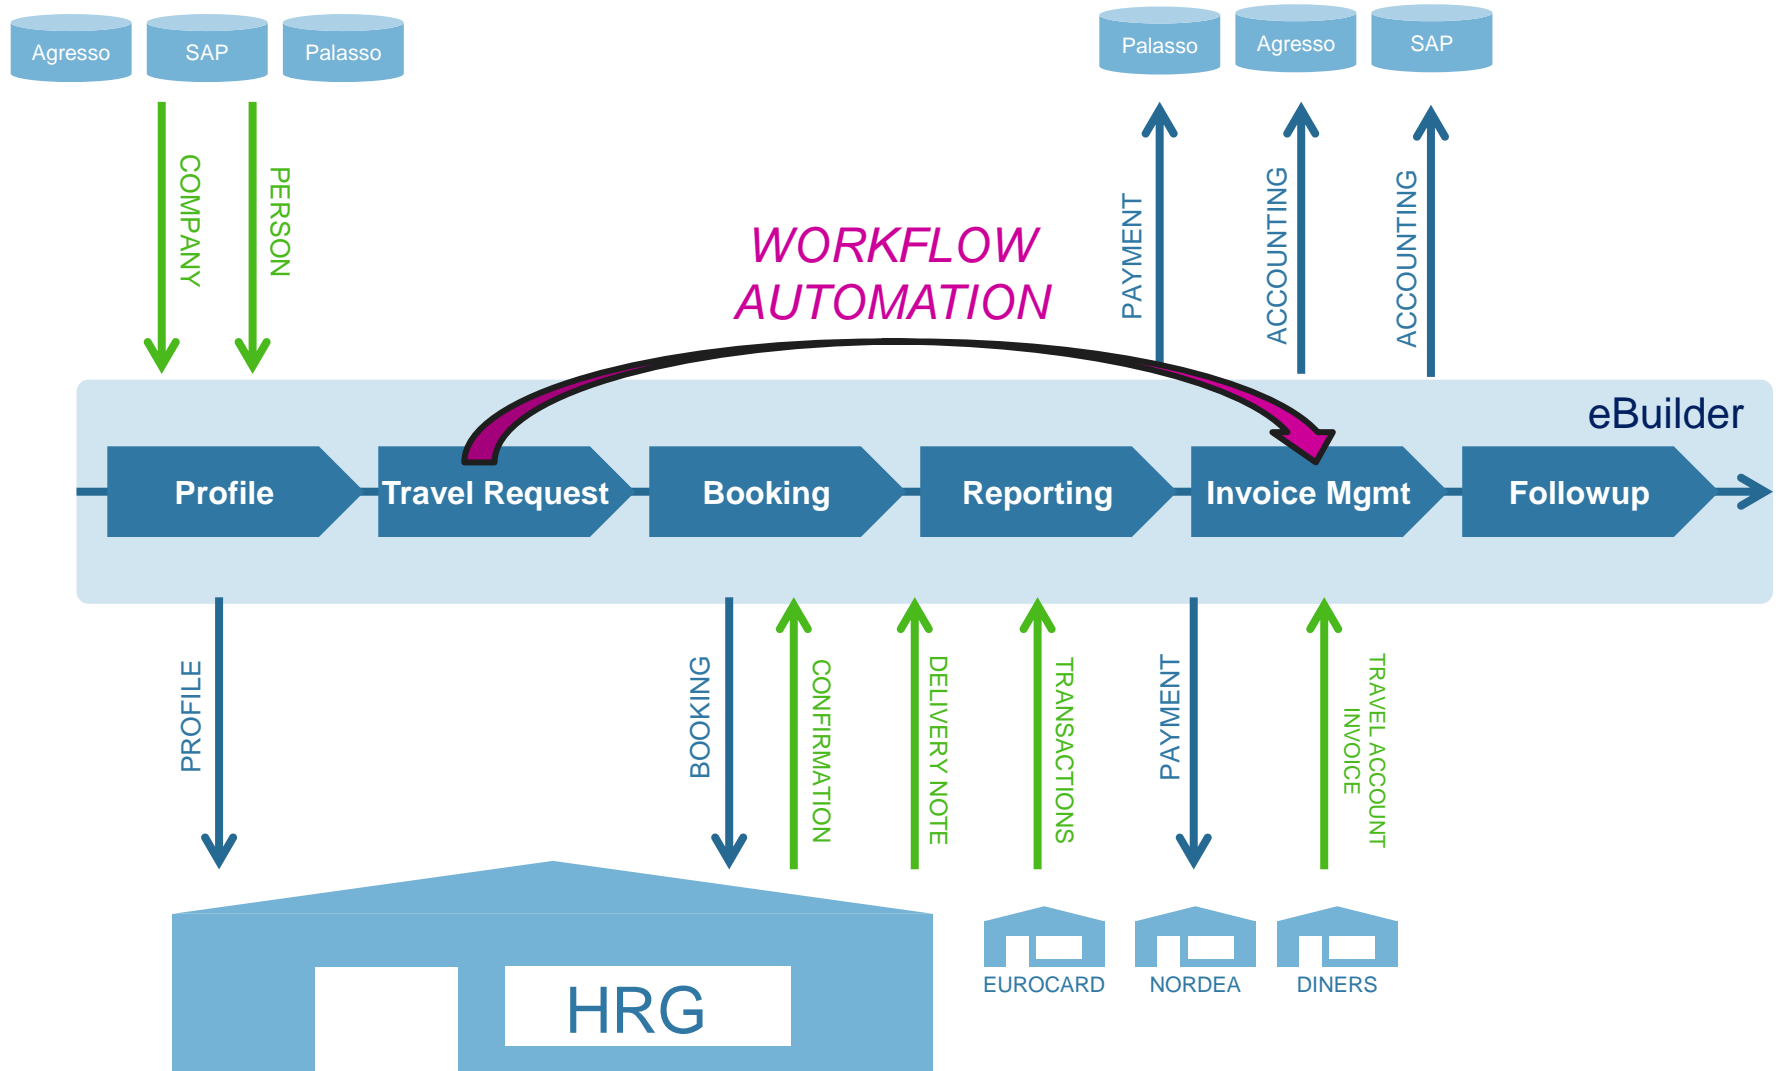 Agresso
SAP
Palasso
Palasso
Agresso
SAP
COMPANY
PERSON
WORKFLOW
AUTOMATION
PAYMENT
ACCOUNTING
ACCOUNTING
eBuilder
Profile
Travel Request
Booking
Reporting
Invoice Mgmt
Followup
PROFILE
BOOKING
CONFIRMATION
DELIVERY NOTE
TRANSACTIONS
PAYMENT
TRAVEL ACCOUNT
INVOICE
HRG
EUROCARD
NORDEA
DINERS